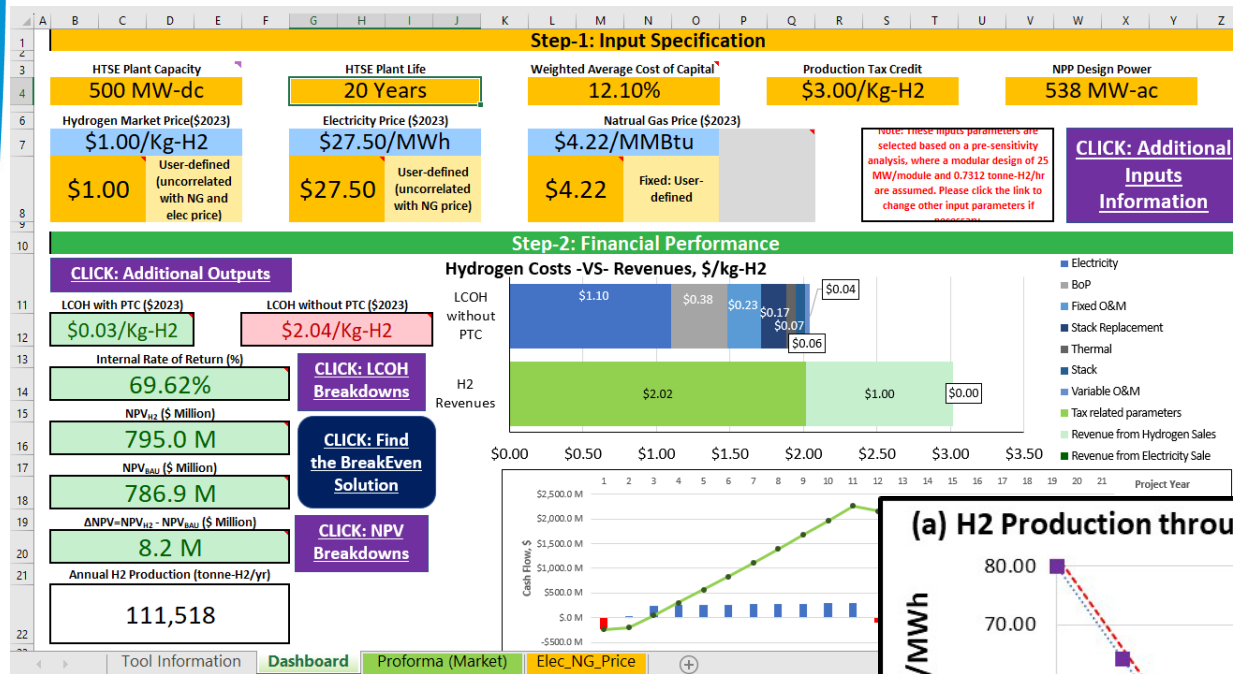 A B C D E F G H I J K L M N O P Q R S T U V W X Y Z
1 Step-1: Input Specification
2
3 HTSE Plant Capacity HTSE Plant Life Weighted Average Cost of Capital Production Tax Credit NPP Design Power
4 500 MW-dc 20 Years 12.10% $3.00/Kg-H2 538 MW-ac
6 Hydrogen Market Price($2023) Electricity Price ($2023) Natrual Gas Price ($2023)
7 $1.00/Kg-H2 $27.50/MWh $4.22/MMBtu
8 $1.00 User-defined (uncorrelated with NG and elec price) $27.50 User-defined (uncorrelated with NG price) $4.22 Fixed: User-defined
Note: These inputs parameters are
selected based on a pre-sensitivity
analysis, where a modular design of 25
MW/module and 0.7312 tonne-H2/hr
are assumed. Please click the link to
change other input parameters if
necessary
CLICK: Additional
Inputs
Information
9
10 Step-2: Financial Performance
CLICK: Additional Outputs
11 LCOH with PTC ($2023) LCOH without PTC ($2023)
12 $0.03/Kg-H2 $2.04/Kg-H2
13 Internal Rate of Return (%)
14 69.62%
15 NPVH2 ($ Million)
16 795.0 M
17 NPVBAU ($ Million)
18 786.9 M
19 ΔNPV=NPVH2 - NPVBAU ($ Million)
20 8.2 M
21 Annual H2 Production (tonne-H2/yr)
22 111,518
CLICK: LCOH
Breakdowns
CLICK: Find
the BreakEven
Solution
CLICK: NPV
Breakdowns
Hydrogen Costs -VS- Revenues, $/kg-H2
LCOH
without
PTC
$1.10 $0.38 $0.23 $0.17 $0.07 $0.06 $0.04
H2
Revenues
$2.02 $1.00 $0.00
$0.00 $0.50 $1.00 $1.50 $2.00 $2.50 $3.00 $3.50
Electricity
BoP
Fixed O&M
Stack Replacement
Thermal
Stack
Variable O&M
Tax related parameters
Revenue from Hydrogen Sales
Revenue from Electricity Sale
1 2 3 4 5 6 7 8 9 10 11 12 13 14 15 16 17 18 19 20 21 Project Year
Cash Flow, $
$2,500.0 M
$2,000.0 M
$1,500.0 M
$1,000.0 M
$500.0 M
$.0 M
-$500.0 M
(a) H2 Production throu
80.00
70.00
/MWh
Tool Information Dashboard Proforma (Market) Elec_NG_Price